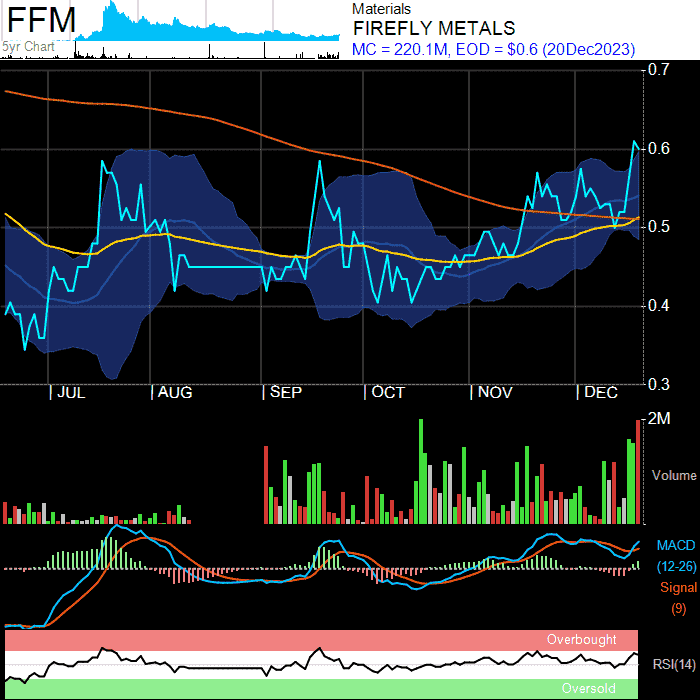 FFM
5yr Chart
Materials
FIREFLY METALS
MC = 220.1M, EOD = $0.6 (20Dec2023)
0.7
0.6
0.5
0.4
0.3
| JUL | AUG | SEP | OCT | NOV | DEC
2M
Volume
MACD
(12-26)
Signal
(9)
Overbought
RSI(14)
Oversold